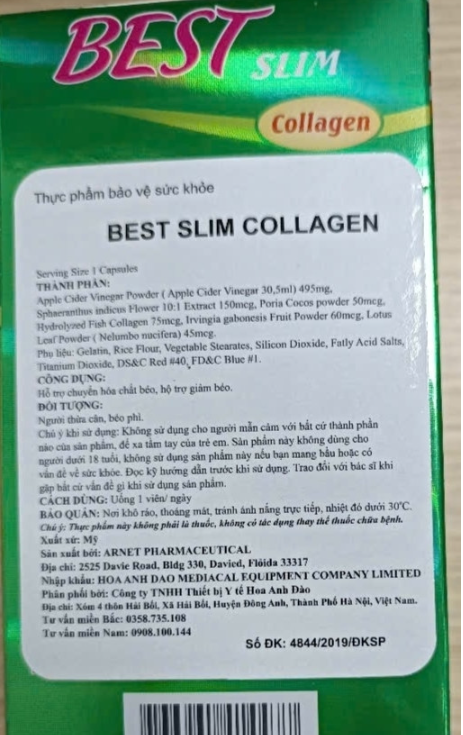 BEST SLIM
Collagen
Thực phẩm bảo vệ sức khỏe
BEST SLIM COLLAGEN
Serving Size 1 Capsules
THÀNH PHẦN:
Apple Cider Vinegar Powder ( Apple Cider Vinegar 30,5ml) 495mg,
Sphaeranthus indicus Flower 10:1 Extract 150mcg, Poria Cocos powder 50mcg,
Hydrolyzed Fish Collagen 75mcg, Irvingia gabonesis Fruit Powder 60mcg, Lotus
Leaf Powder ( Nelumbo nucifera) 45mcg.
Phụ liệu: Gelatin, Rice Flour, Vegetable Stearates, Silicon Dioxide, Fatly Acid Salts,
Titanium Dioxide, DS&C Red #40, FD&C Blue #1.
CÔNG DỤNG:
Hỗ trợ chuyển hóa chất béo, hộ trợ giảm béo.
ĐỐI TƯỢNG:
Người thừa cân, béo phì.
Chú ý khi sử dụng: Không sử dụng cho người mẫn cảm với bất cứ thành phần
nào của sản phẩm, để xa tầm tay của trẻ em. Sản phẩm này không dùng cho
người dưới 18 tuổi, không sử dụng sản phẩm nếu bạn mang bầu hoặc có
vấn đề về sức khỏe. Đọc kỹ hướng dẫn trước khi sử dụng. Trao đổi với bác sĩ khi
gặp bất cứ vấn đề gì khi sử dụng sản phẩm.
CÁCH DÙNG: Uống 1 viên/ ngày
BẢO QUẢN: Nơi khô ráo, thoáng mát, tránh ánh nắng trực tiếp, nhiệt đó dưới 30°C.
Chú ý: Thực phẩm này không phải là thuốc, không có tác dụng thay thế thuốc chữa bệnh.
Xuất xứ: Mỹ
Sản xuất bởi: ARNET PHARMACEUTICAL
Địa chỉ: 2525 Davie Road, Bldg 330, Davied, Flóida 33317
Nhập khẩu: HOA ANH DAO MEDIACAL EQUIPMENT COMPANY LIMITED
Phân phối bởi: Công ty TNHH Thiết bị Y tế Hoa Anh Đào
Địa chỉ: Xóm 4 thôn Hải Bối, Xã Hải Bối, Huyện Đông Anh, Thành Phố Hà Nội, Việt Nam.
Tư vấn miền Bắc: 0358.735.108
Tư vấn miền Nam: 0908.100.144
Số ĐK: 4844/2019/ĐKSP